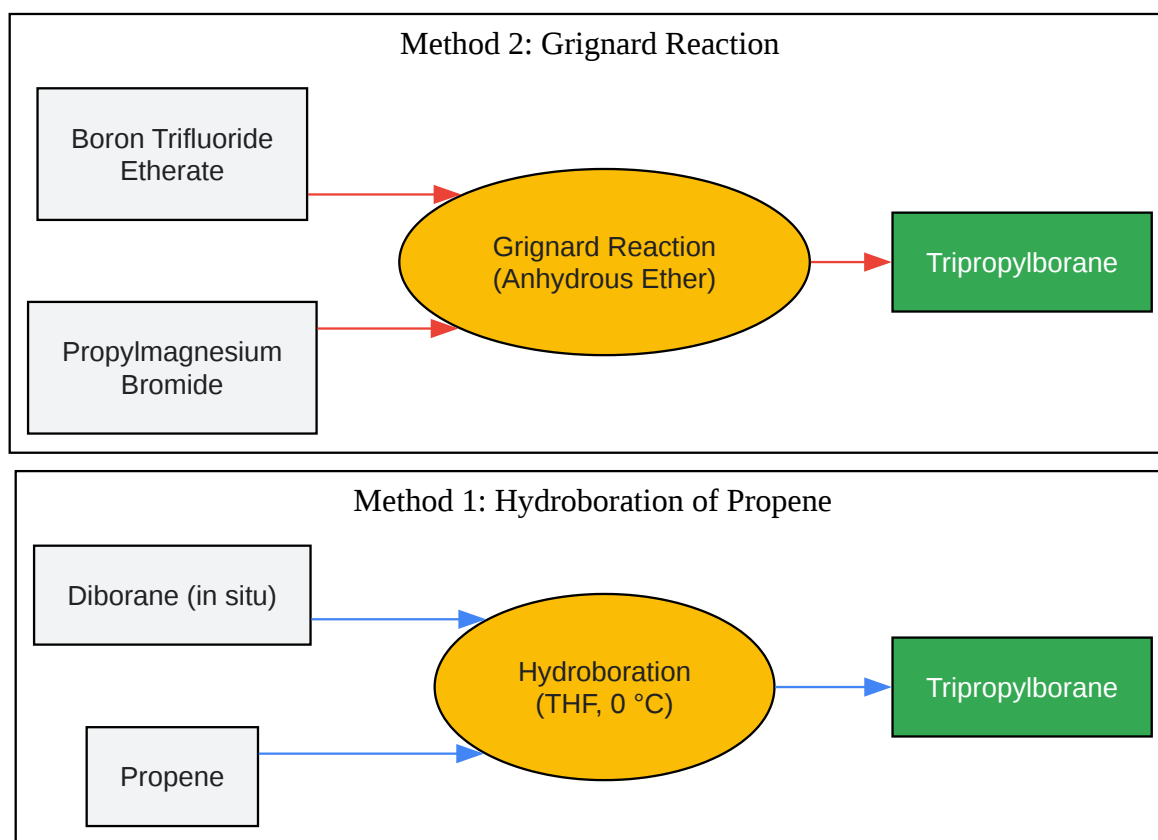 Method 2: Grignard Reaction
Boron Trifluoride
Etherate
Propylmagnesium
Bromide
Grignard Reaction
(Anhydrous Ether)
Tripropylborane
Method 1: Hydroboration of Propene
Diborane (in situ)
Propene
Hydroboration
(THF, 0 °C)
Tripropylborane